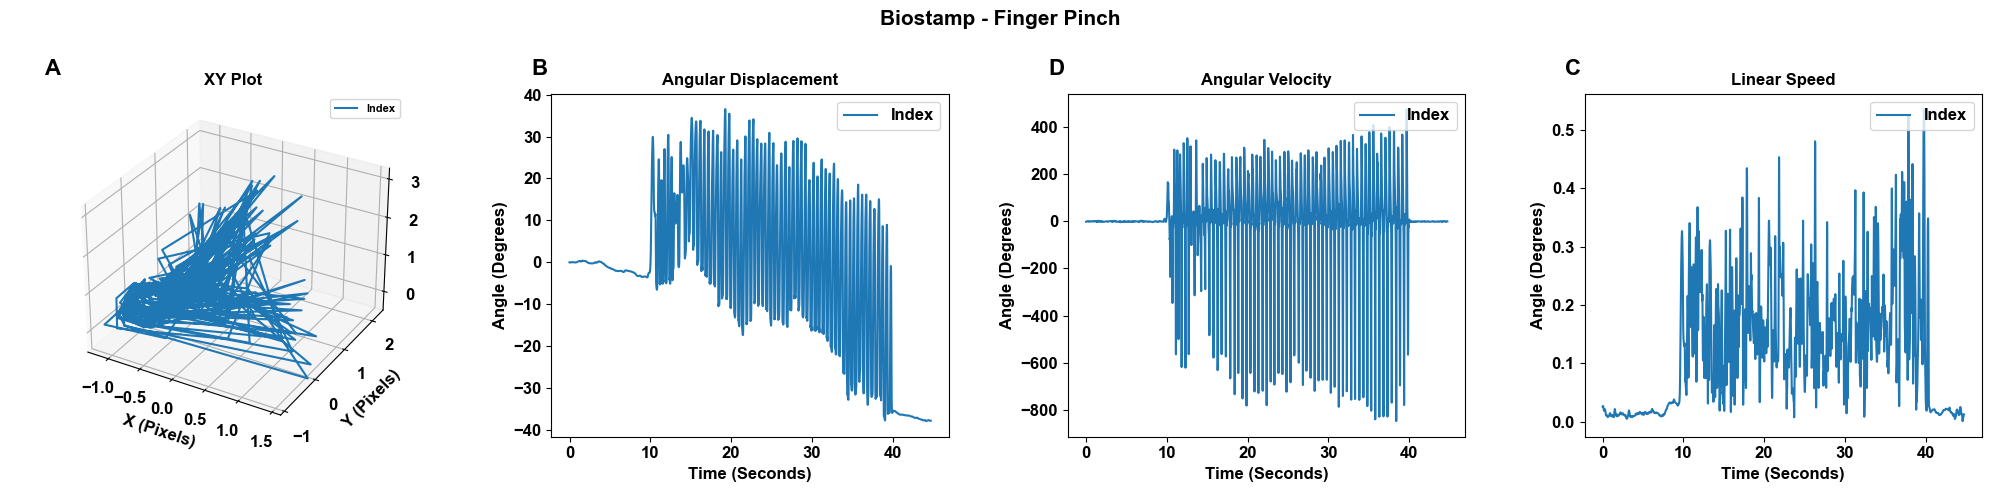 Biostamp - Finger Pinch
A
XY Plot
Index
3
2
1
0
−1.0
−0.5
0.0
0.5
1.0
1.5
X (Pixels)
−1
0
1
2
Y (Pixels)
B
Angular Displacement
Index
40
30
20
10
0
−10
−20
−30
−40
Angle (Degrees)
0 10 20 30 40
Time (Seconds)
D
Angular Velocity
Index
400
200
0
−200
−400
−600
−800
Angle (Degrees)
0 10 20 30 40
Time (Seconds)
C
Linear Speed
Index
0.5
0.4
0.3
0.2
0.1
0.0
Angle (Degrees)
0 10 20 30 40
Time (Seconds)